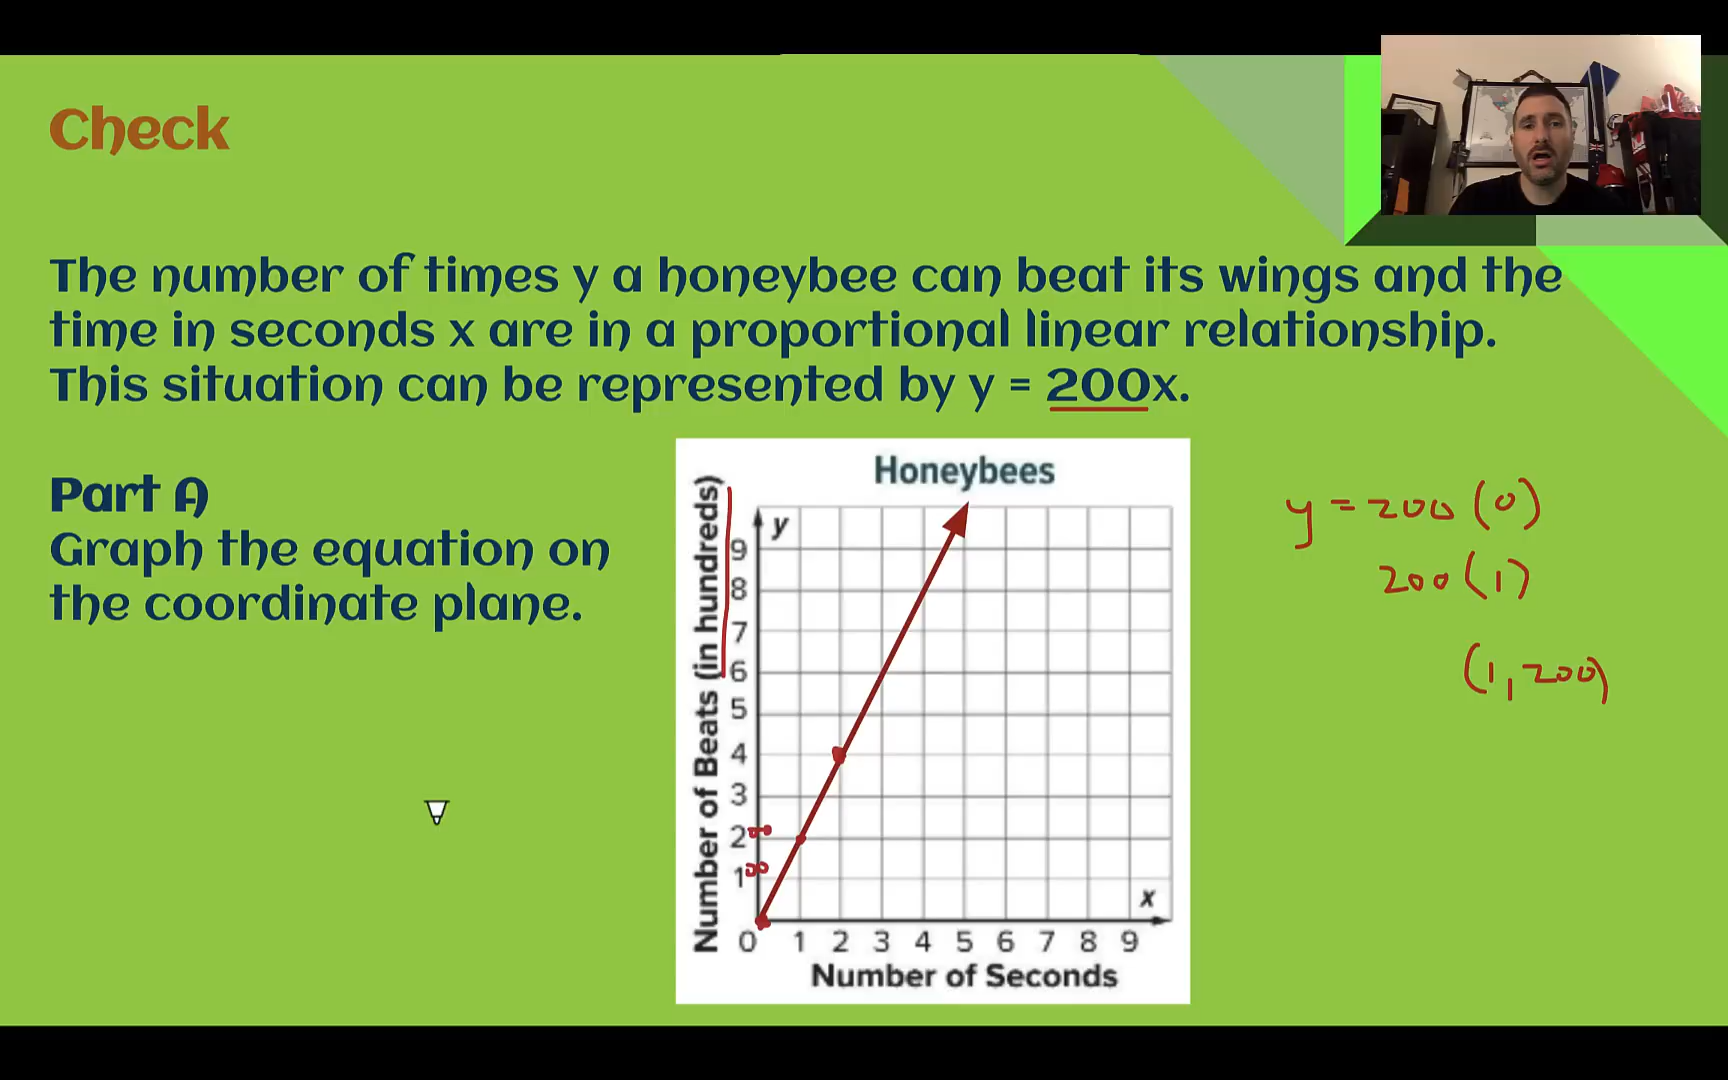 Check
The number of times y a honeybee can beat its wings and the
time in seconds x are in a proportional linear relationship.
This situation can be represented by y = 200x.
Part A
Graph the equation on
the coordinate plane.
Honeybees
Number of Beats (in hundreds)
y
9
8
7
6
5
4
3
2 00
1 00
x
0 1 2 3 4 5 6 7 8 9
Number of Seconds
y = 200 (0)
200 (1)
(1, 200)